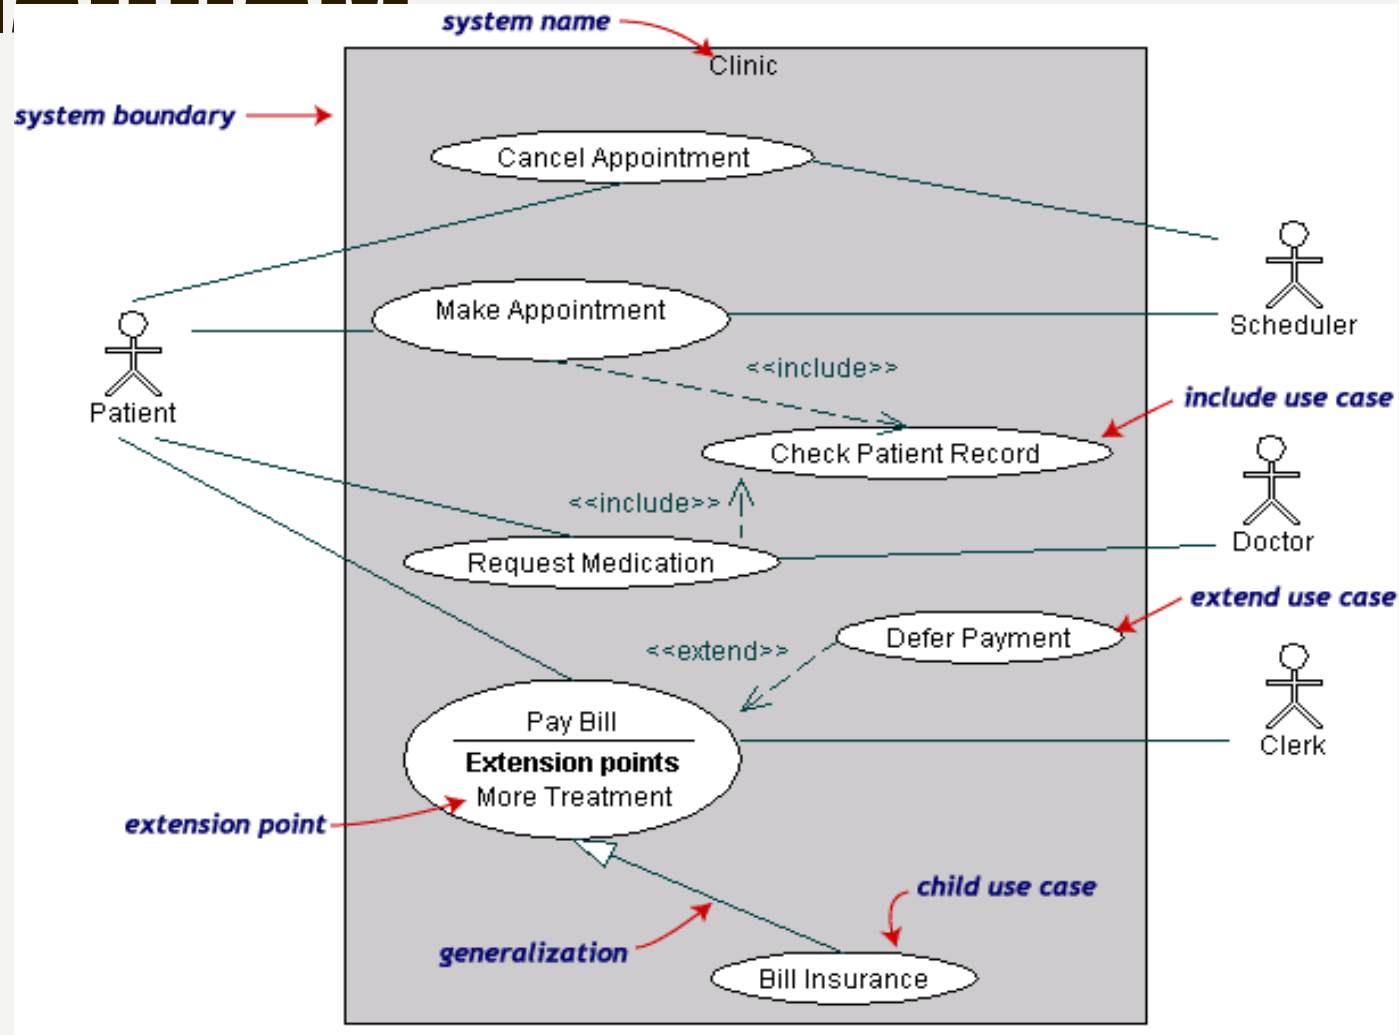 system name
Clinic
system boundary
Cancel Appointment
Make Appointment
Scheduler
<<include>>
Patient
include use case
Check Patient Record
<<include>>
Doctor
Request Medication
extend use case
Defer Payment
<<extend>>
Pay Bill
Clerk
Extension points
More Treatment
extension point
child use case
generalization
Bill Insurance